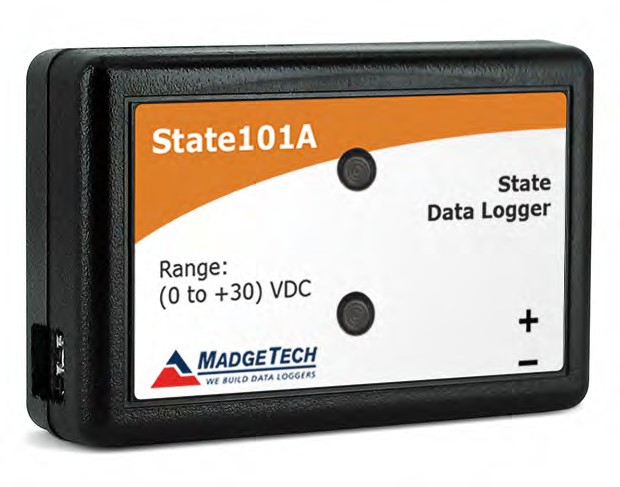 State101A
State
Data Logger
Range:
(0 to +30) VDC
+
−
MADGETECH
WE BUILD DATA LOGGERS